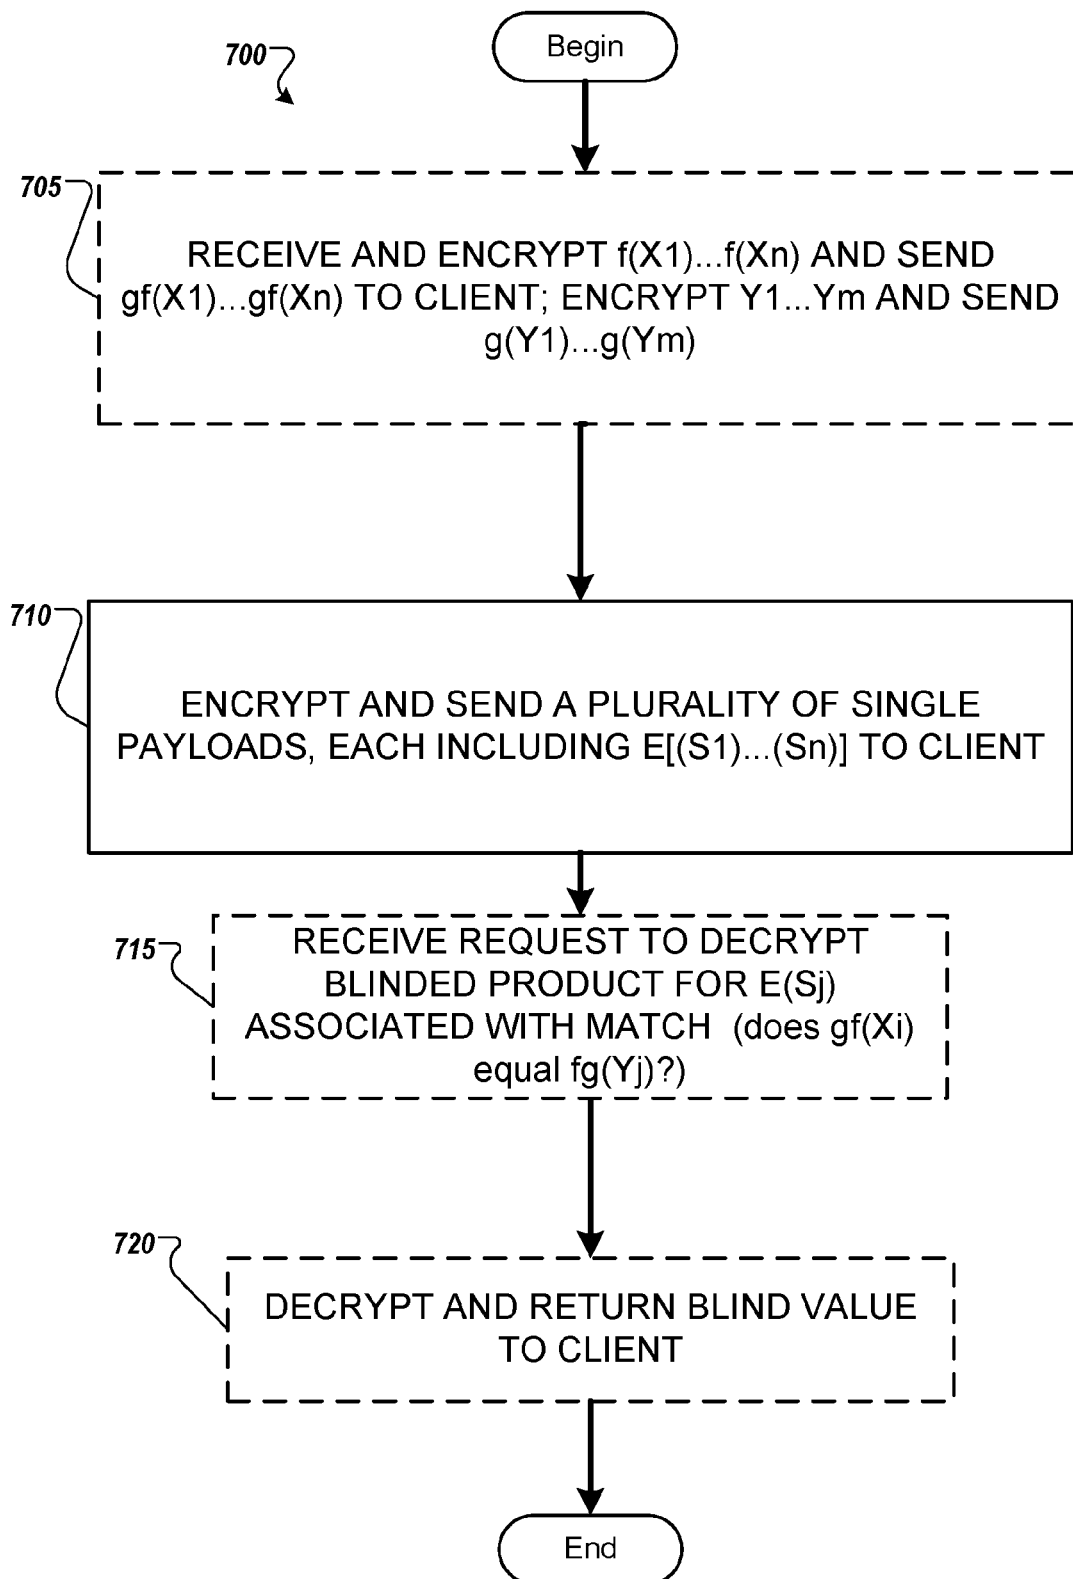 Begin
700
705
RECEIVE AND ENCRYPT f(X1)...f(Xn) AND SEND
gf(X1)...gf(Xn) TO CLIENT; ENCRYPT Y1...Ym AND SEND
g(Y1)...g(Ym)
710
ENCRYPT AND SEND A PLURALITY OF SINGLE
PAYLOADS, EACH INCLUDING E[(S1)...(Sn)] TO CLIENT
715
RECEIVE REQUEST TO DECRYPT
BLINDED PRODUCT FOR E(Sj)
ASSOCIATED WITH MATCH (does gf(Xi)
equal fg(Yj)?)
720
DECRYPT AND RETURN BLIND VALUE
TO CLIENT
End